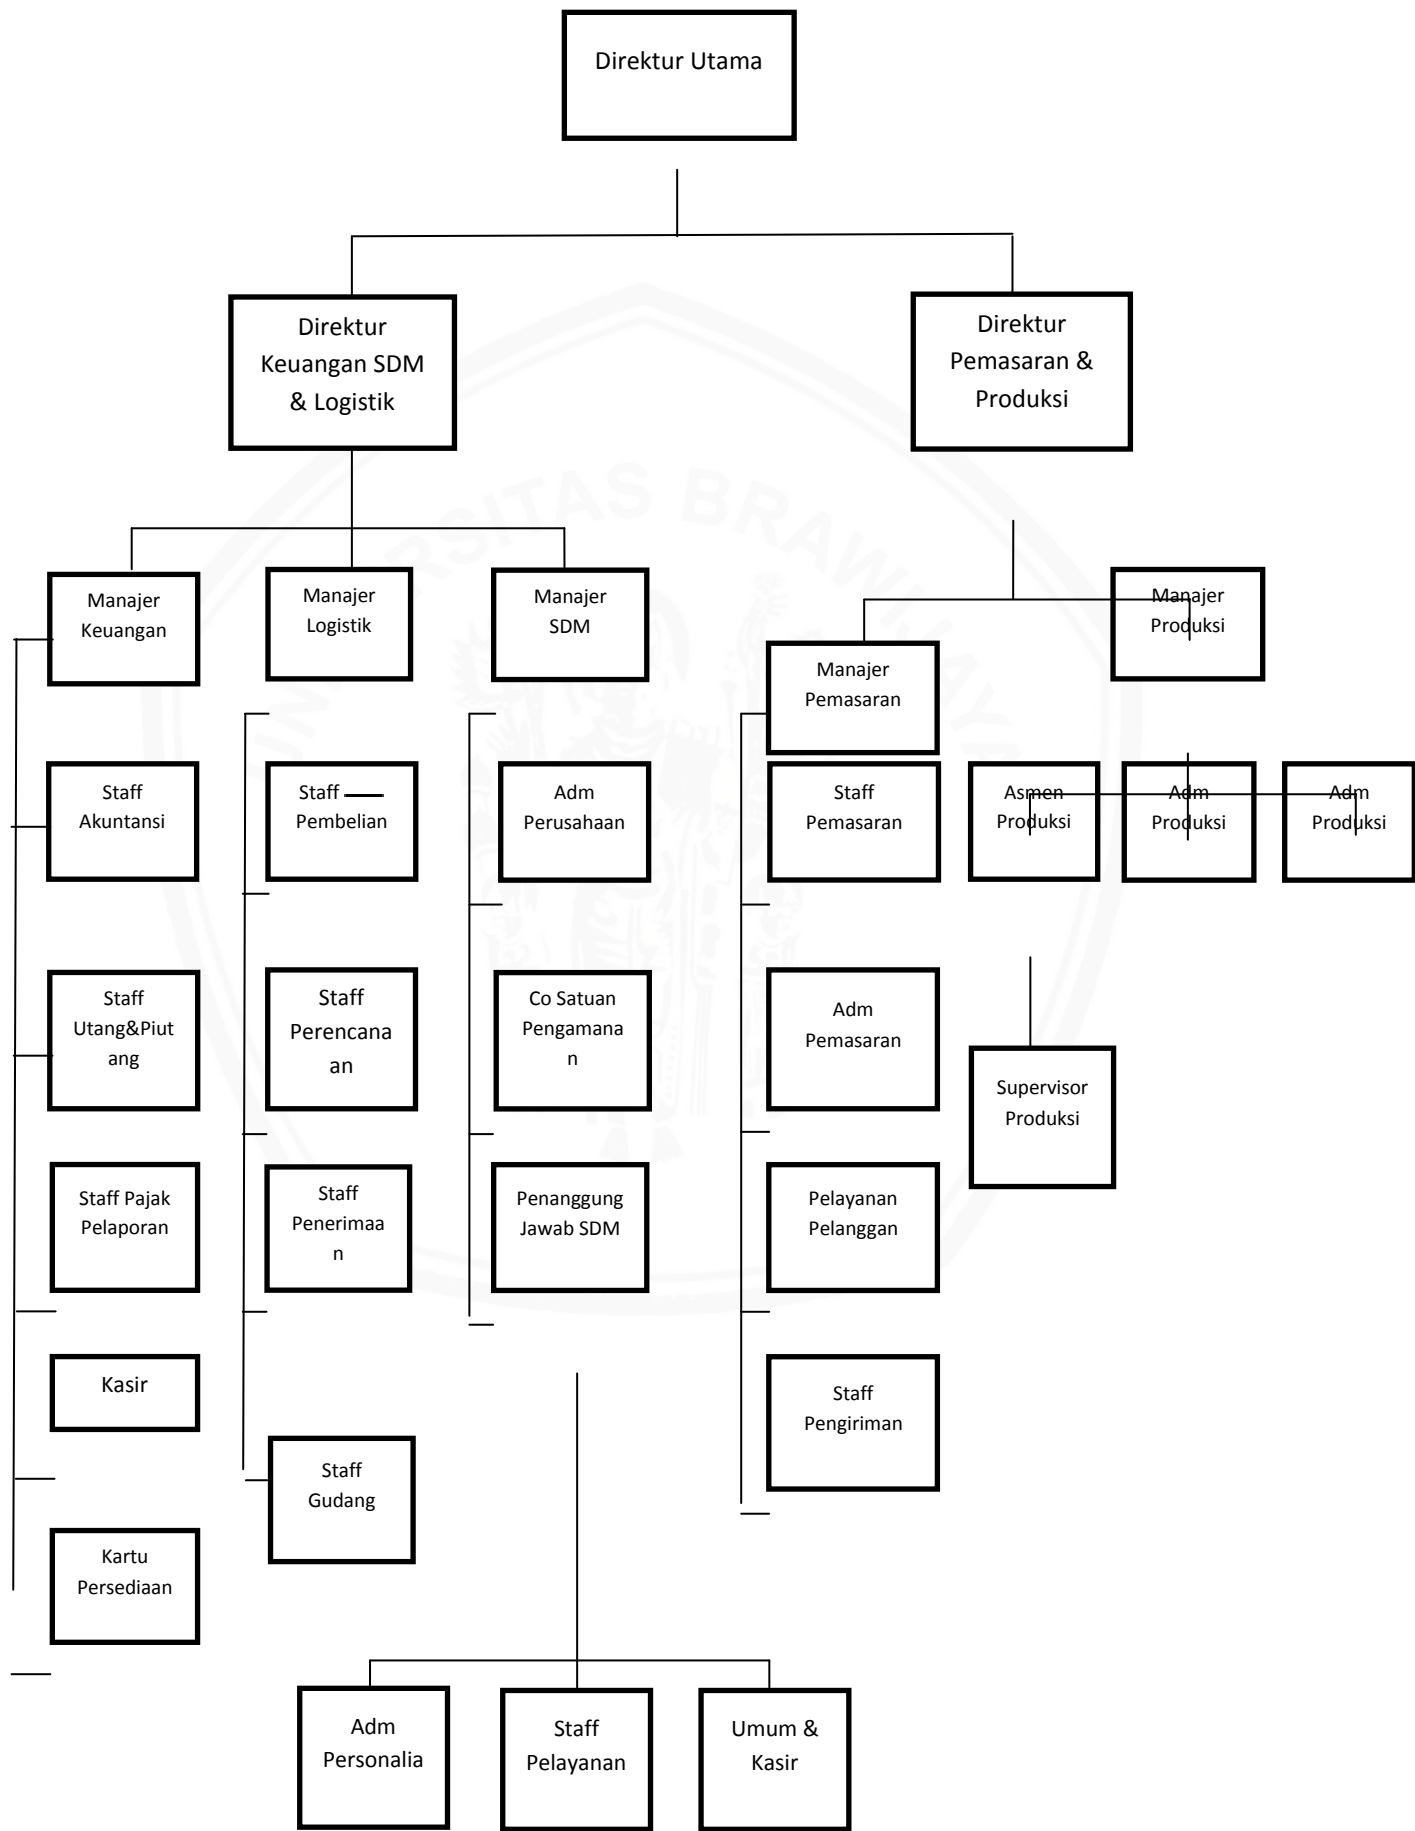 Direktur Utama
Direktur
Keuangan SDM
& Logistik
Direktur
Pemasaran &
Produksi
Manajer
Keuangan
Manajer
Logistik
Manajer
SDM
Manajer
Pemasaran
Manajer
Produksi
Staff
Akuntansi
Staff
Pembelian
Adm
Perusahaan
Staff
Pemasaran
Asmen
Produksi
Adm
Produksi
Adm
Produksi
Staff
Utang&Piut
ang
Staff
Perencana
an
Co Satuan
Pengamana
n
Adm
Pemasaran
Supervisor
Produksi
Staff Pajak
Pelaporan
Staff
Penerimaa
n
Penanggung
Jawab SDM
Pelayanan
Pelanggan
Kasir
Staff
Gudang
Staff
Pengiriman
Kartu
Persediaan
Adm
Personalia
Staff
Pelayanan
Umum &
Kasir
UNIVERSITAS BRAWIJAYA